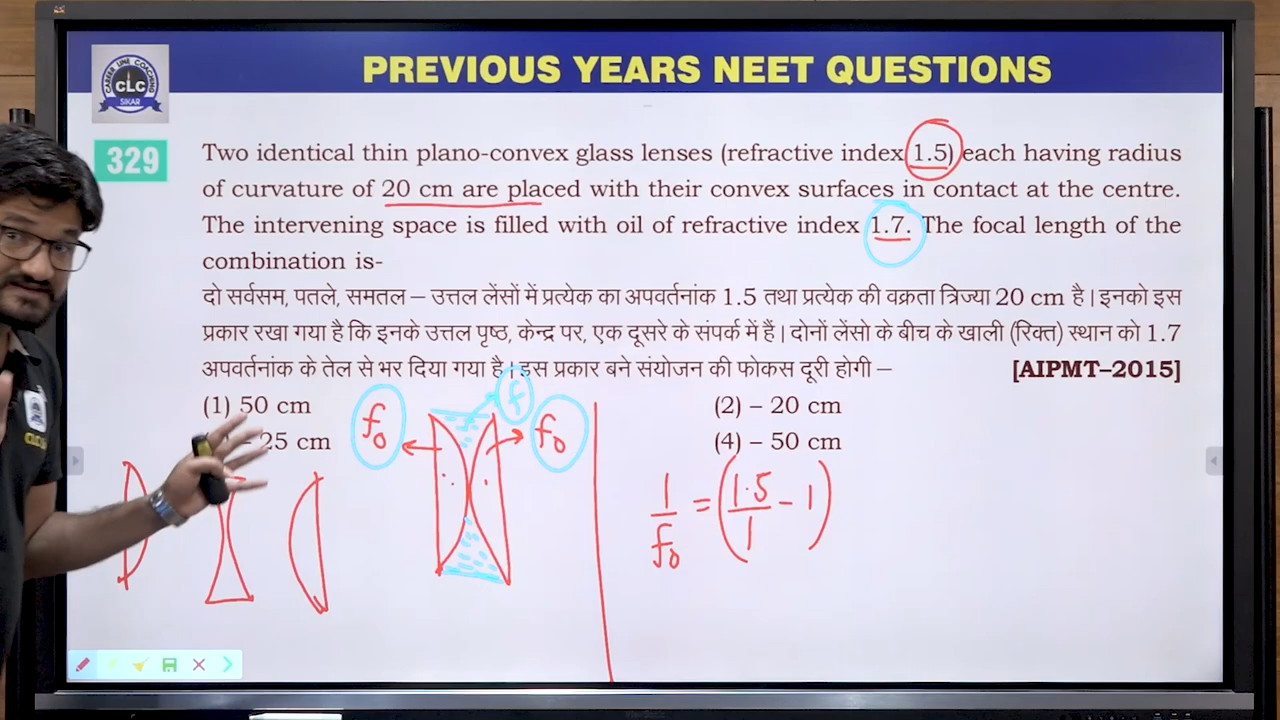 PREVIOUS YEARS NEET QUESTIONS
CAREER LINE COACHING
CLC
SIKAR
329
Two identical thin plano-convex glass lenses (refractive index 1.5) each having radius
of curvature of 20 cm are placed with their convex surfaces in contact at the centre.
The intervening space is filled with oil of refractive index 1.7. The focal length of the
combination is-
दो सर्वसम, पतले, समतल – उत्तल लेंसों में प्रत्येक का अपवर्तनांक 1.5 तथा प्रत्येक की वक्रता त्रिज्या 20 cm है। इनको इस
प्रकार रखा गया है कि इनके उत्तल पृष्ठ, केन्द्र पर, एक दूसरे के संपर्क में हैं। दोनों लेंसो के बीच के खाली (रिक्त) स्थान को 1.7
अपवर्तनांक के तेल से भर दिया गया है। इस प्रकार बने संयोजन की फोकस दूरी होगी –
[AIPMT–2015]
(1) 50 cm
(2) – 20 cm
25 cm
(4) – 50 cm
f₀ f f₀
1/f₀ = (1.5/1 - 1)